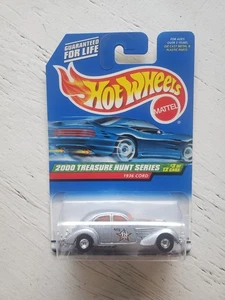 GUARANTEED
FOR LIFE
Hot Wheels
MATTEL
2000 TREASURE HUNT SERIES
1936 CORD